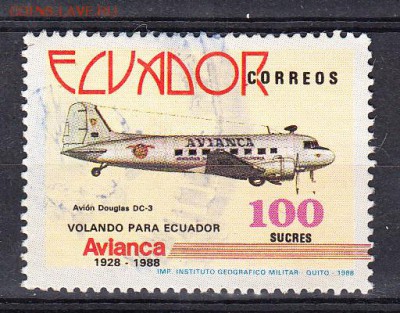 ECUADOR
CORREOS
AVIANCA
Avión Douglas DC-3
100
VOLANDO PARA ECUADOR
SUCRES
Avianca
1928 - 1988
IMP. INSTITUTO GEOGRAFICO MILITAR - QUITO - 1988